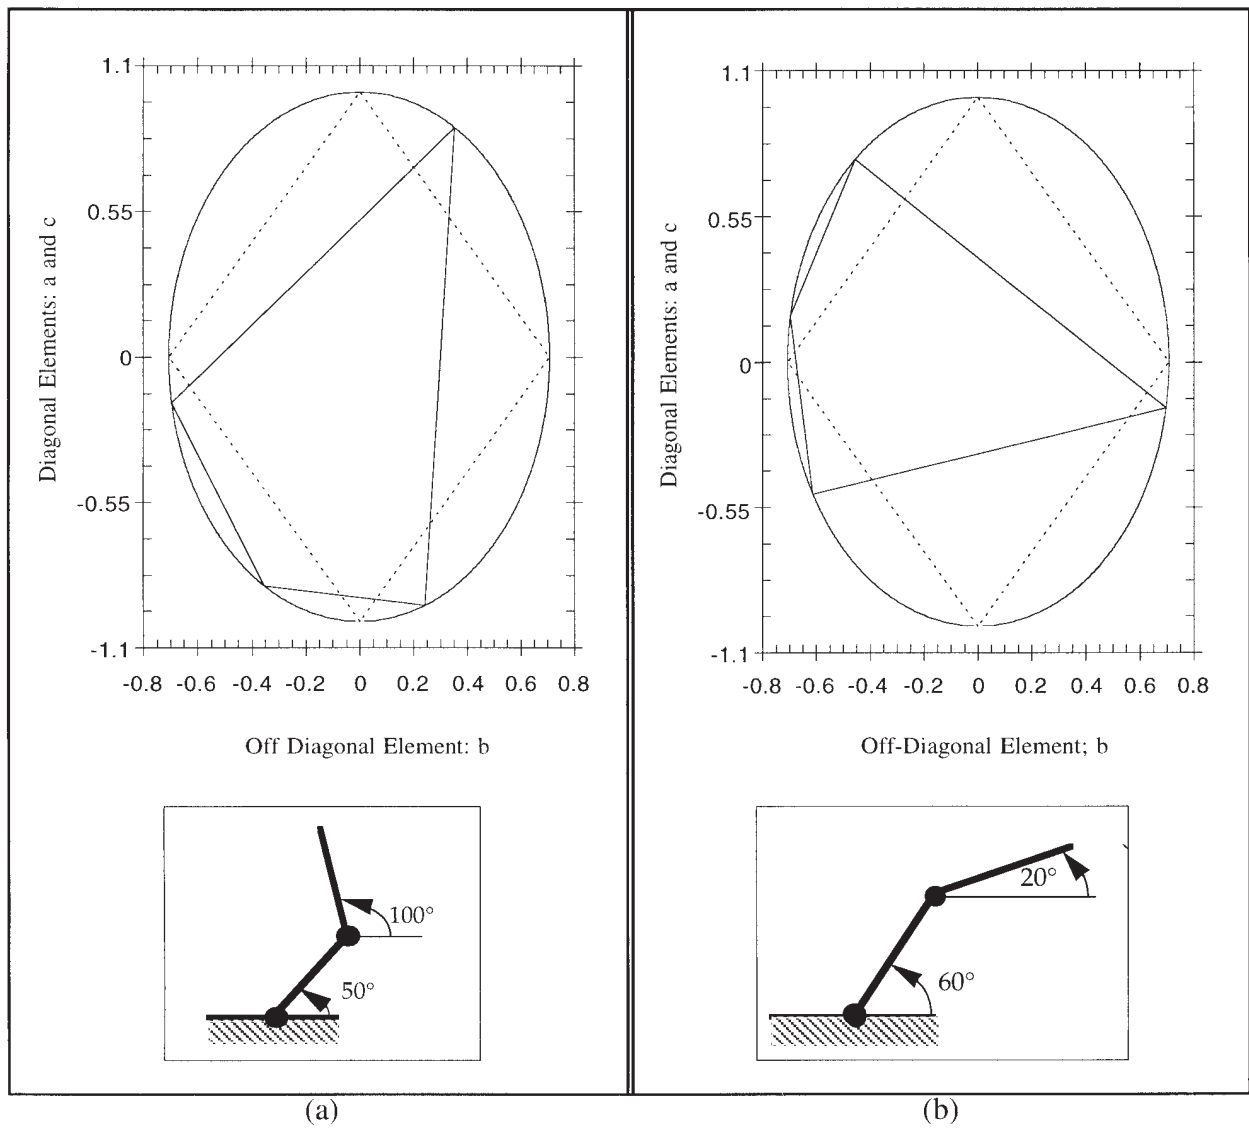 1.1
0.55
0
-0.55
-1.1
-0.8 -0.6 -0.4 -0.2 0 0.2 0.4 0.6 0.8
Diagonal Elements: a and c
Off Diagonal Element: b
100°
50°
(a)
1.1
0.55
0
-0.55
-1.1
-0.8 -0.6 -0.4 -0.2 0 0.2 0.4 0.6 0.8
Diagonal Elements: a and c
Off-Diagonal Element; b
20°
60°
(b)